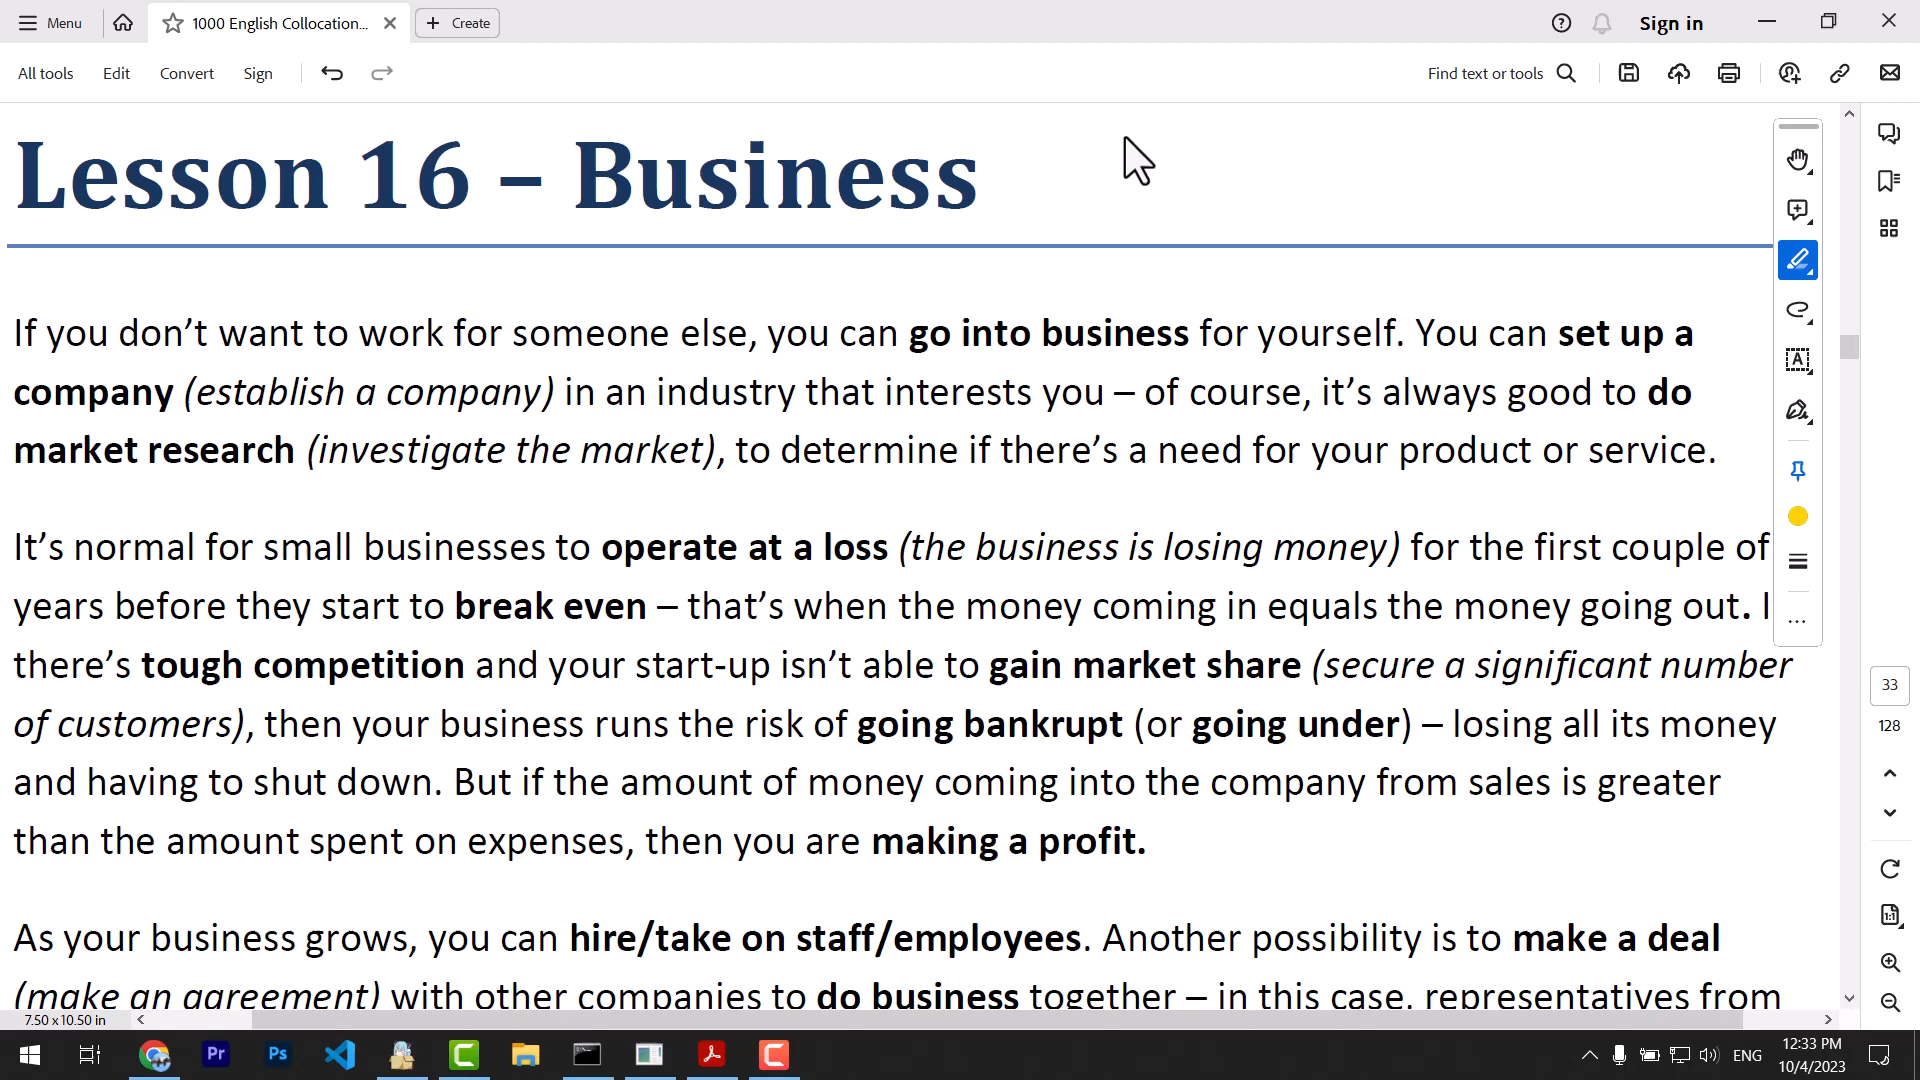 Menu
1000 English Collocation...
Create
Sign in
All tools
Edit
Convert
Sign
Find text or tools
Lesson 16 – Business
If you don’t want to work for someone else, you can go into business for yourself. You can set up a
company (establish a company) in an industry that interests you – of course, it’s always good to do
market research (investigate the market), to determine if there’s a need for your product or service.
It’s normal for small businesses to operate at a loss (the business is losing money) for the first couple of
years before they start to break even – that’s when the money coming in equals the money going out. I
there’s tough competition and your start-up isn’t able to gain market share (secure a significant number
of customers), then your business runs the risk of going bankrupt (or going under) – losing all its money
and having to shut down. But if the amount of money coming into the company from sales is greater
than the amount spent on expenses, then you are making a profit.
As your business grows, you can hire/take on staff/employees. Another possibility is to make a deal
(make an agreement) with other companies to do business together – in this case, representatives from
33
128
7.50 x 10.50 in
Pr
Ps
ENG
12:33 PM
10/4/2023